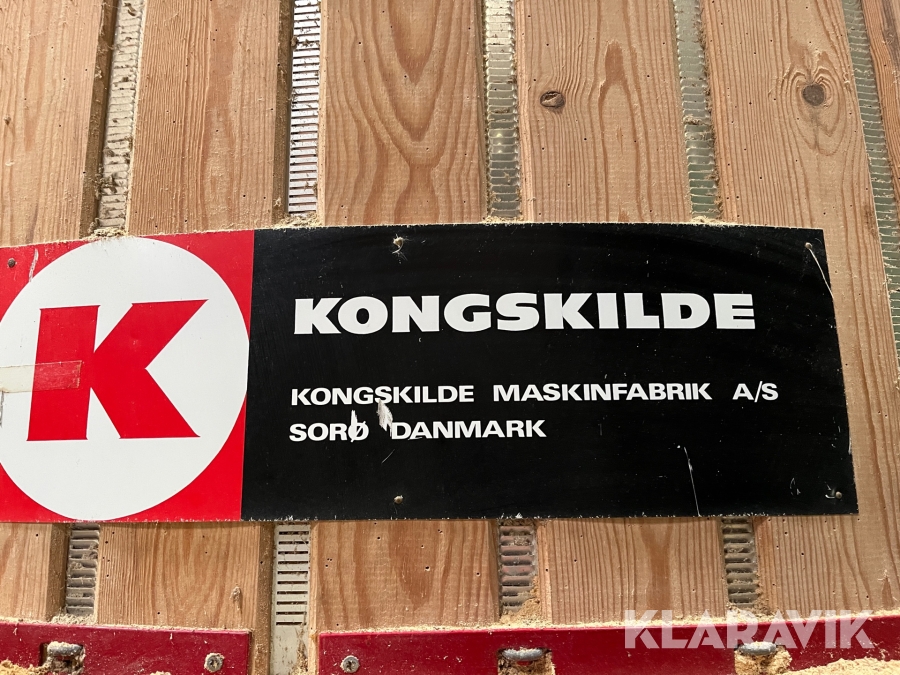 K
KONGSKILDE
KONGSKILDE MASKINFABRIK A/S
SORØ DANMARK
KLARAVIK